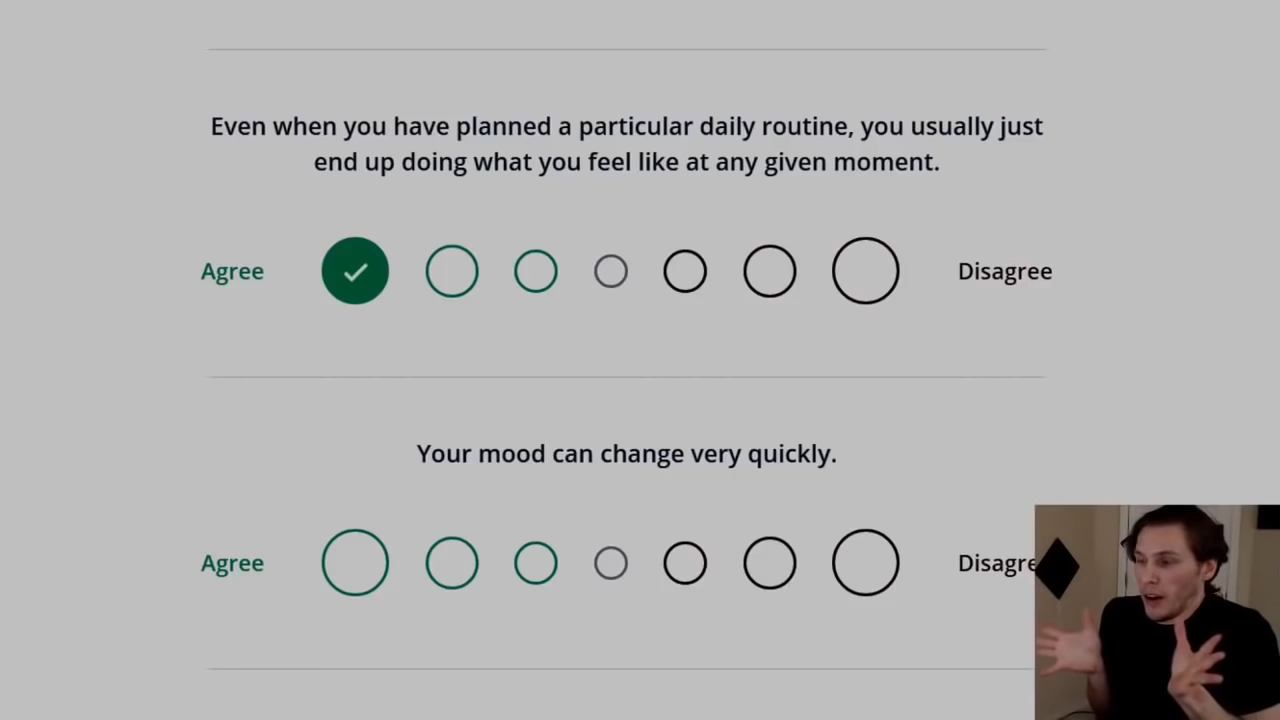 Even when you have planned a particular daily routine, you usually just
end up doing what you feel like at any given moment.
Agree
Disagree
Your mood can change very quickly.
Agree
Disagre